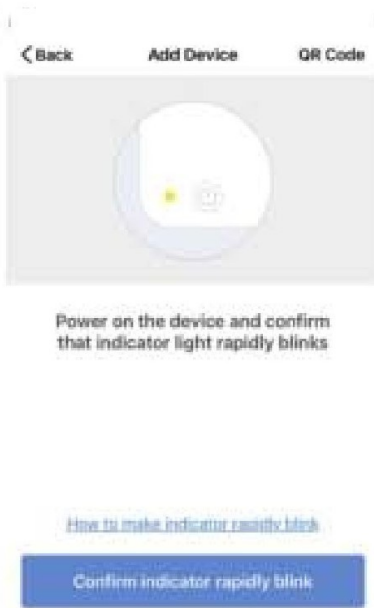 Back
Add Device
QR Code
Power on the device and confirm
that indicator light rapidly blinks
How to make indicator rapidly blink
Confirm indicator rapidly blink